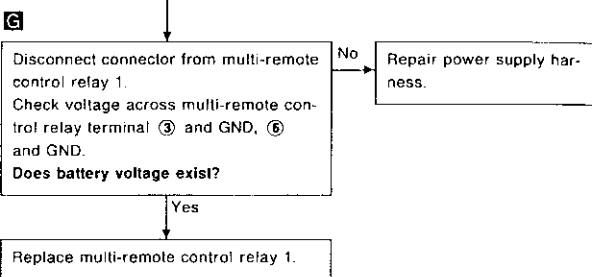 G
Disconnect connector from multi-remote
control relay 1.
Check voltage across multi-remote con-
trol relay terminal ③ and GND, ⑥
and GND.
Does battery voltage exist?
No
Repair power supply har-
ness.
Yes
Replace multi-remote control relay 1.